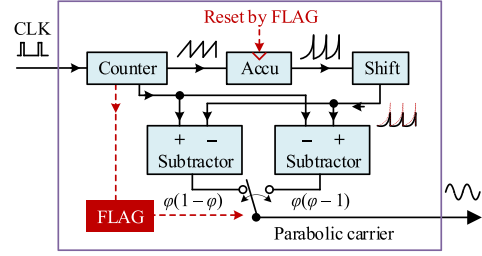 Reset by FLAG
CLK
Counter
Accu
Shift
+ −
− +
Subtractor
Subtractor
φ(1−φ)
φ(φ−1)
FLAG
Parabolic carrier